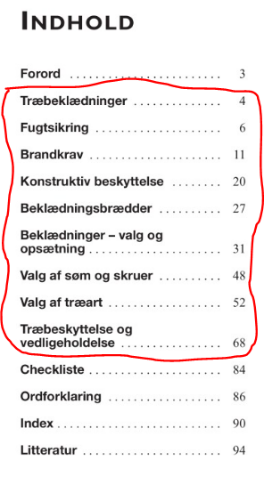 INDHOLD
Forord ....................... 3
Træbeklædninger .............. 4
Fugtsikring ................... 6
Brandkrav .................... 11
Konstruktiv beskyttelse ........ 20
Beklædningsbrædder .......... 27
Beklædninger – valg og
opsætning .................... 31
Valg af søm og skruer ......... 48
Valg af træart ................. 52
Træbeskyttelse og
vedligeholdelse ............... 68
Checkliste .................... 84
Ordforklaring ................. 86
Index ......................... 90
Litteratur ..................... 94